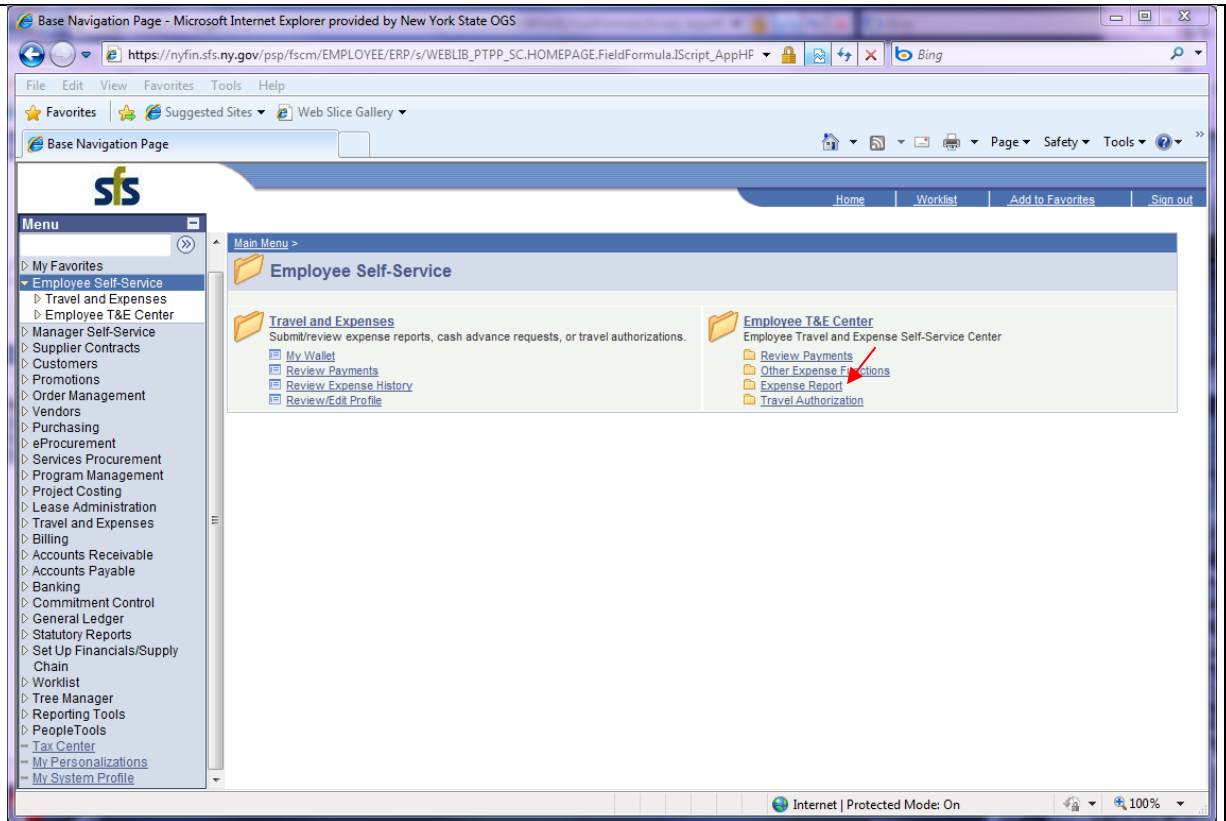 Base Navigation Page - Microsoft Internet Explorer provided by New York State OGS
https://nyfin.sfs.ny.gov/psp/fscm/EMPLOYEE/ERP/s/WEBLIB_PTPP_SC.HOMEPAGE.FieldFormula.IScript_AppHF
Bing
File Edit View Favorites Tools Help
Favorites Suggested Sites Web Slice Gallery
Base Navigation Page
Page Safety Tools
sfs
Home Worklist Add to Favorites Sign out
Menu
My Favorites
Employee Self-Service
Travel and Expenses
Employee T&E Center
Manager Self-Service
Supplier Contracts
Customers
Promotions
Order Management
Vendors
Purchasing
eProcurement
Services Procurement
Program Management
Project Costing
Lease Administration
Travel and Expenses
Billing
Accounts Receivable
Accounts Payable
Banking
Commitment Control
General Ledger
Statutory Reports
Set Up Financials/Supply
Chain
Worklist
Tree Manager
Reporting Tools
PeopleTools
Tax Center
My Personalizations
My System Profile
Main Menu >
Employee Self-Service
Travel and Expenses
Submit/review expense reports, cash advance requests, or travel authorizations.
My Wallet
Review Payments
Review Expense History
Review/Edit Profile
Employee T&E Center
Employee Travel and Expense Self-Service Center
Review Payments
Other Expense Functions
Expense Report
Travel Authorization
Internet | Protected Mode: On 100%